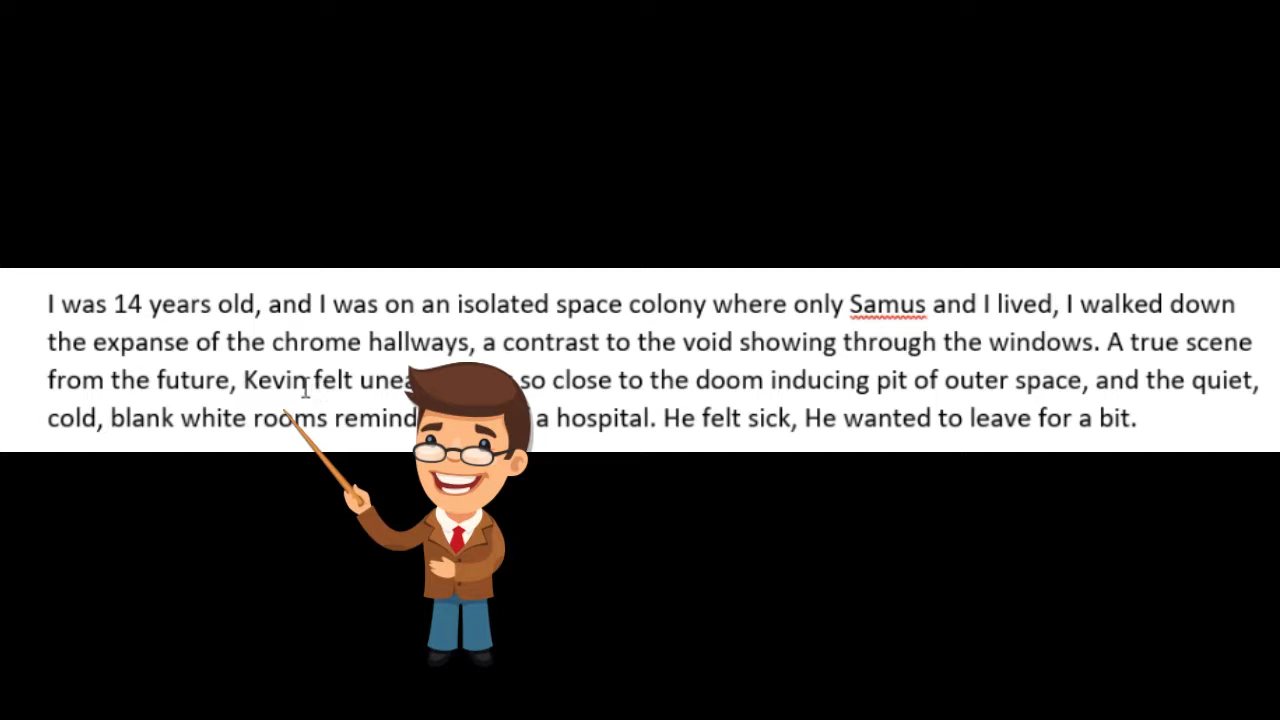 I was 14 years old, and I was on an isolated space colony where only Samus and I lived, I walked down
the expanse of the chrome hallways, a contrast to the void showing through the windows. A true scene
from the future, Kevin felt so close to the doom inducing pit of outer space, and the quiet,
cold, blank white rooms a hospital. He felt sick, He wanted to leave for a bit.